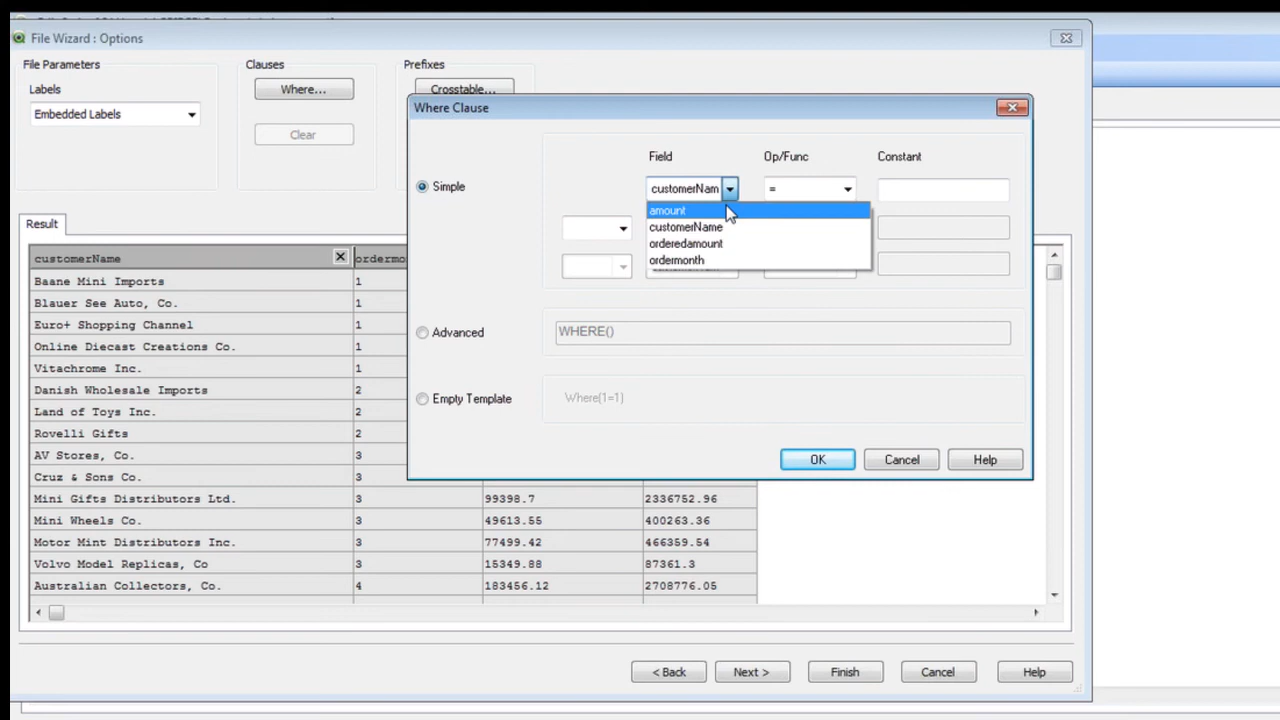 File Wizard : Options
File Parameters
Clauses
Prefixes
Labels
Where...
Crosstable...
Embedded Labels
Clear
Where Clause
Field
Op/Func
Constant
Simple
customerNam
=
amount
customerName
orderedamount
ordermonth
Advanced
WHERE()
Empty Template
Where(1=1)
OK
Cancel
Help
Result
customerName
ordermo
Baane Mini Imports 1
Blauer See Auto, Co. 1
Euro+ Shopping Channel 1
Online Diecast Creations Co. 1
Vitachrome Inc. 1
Danish Wholesale Imports 2
Land of Toys Inc. 2
Rovelli Gifts 2
AV Stores, Co. 3
Cruz & Sons Co. 3
Mini Gifts Distributors Ltd. 3 99398.7 2336752.96
Mini Wheels Co. 3 49613.55 400263.36
Motor Mint Distributors Inc. 3 77499.42 466359.54
Volvo Model Replicas, Co 3 15349.88 87361.3
Australian Collectors, Co. 4 183456.12 2708776.05
< Back
Next >
Finish
Cancel
Help